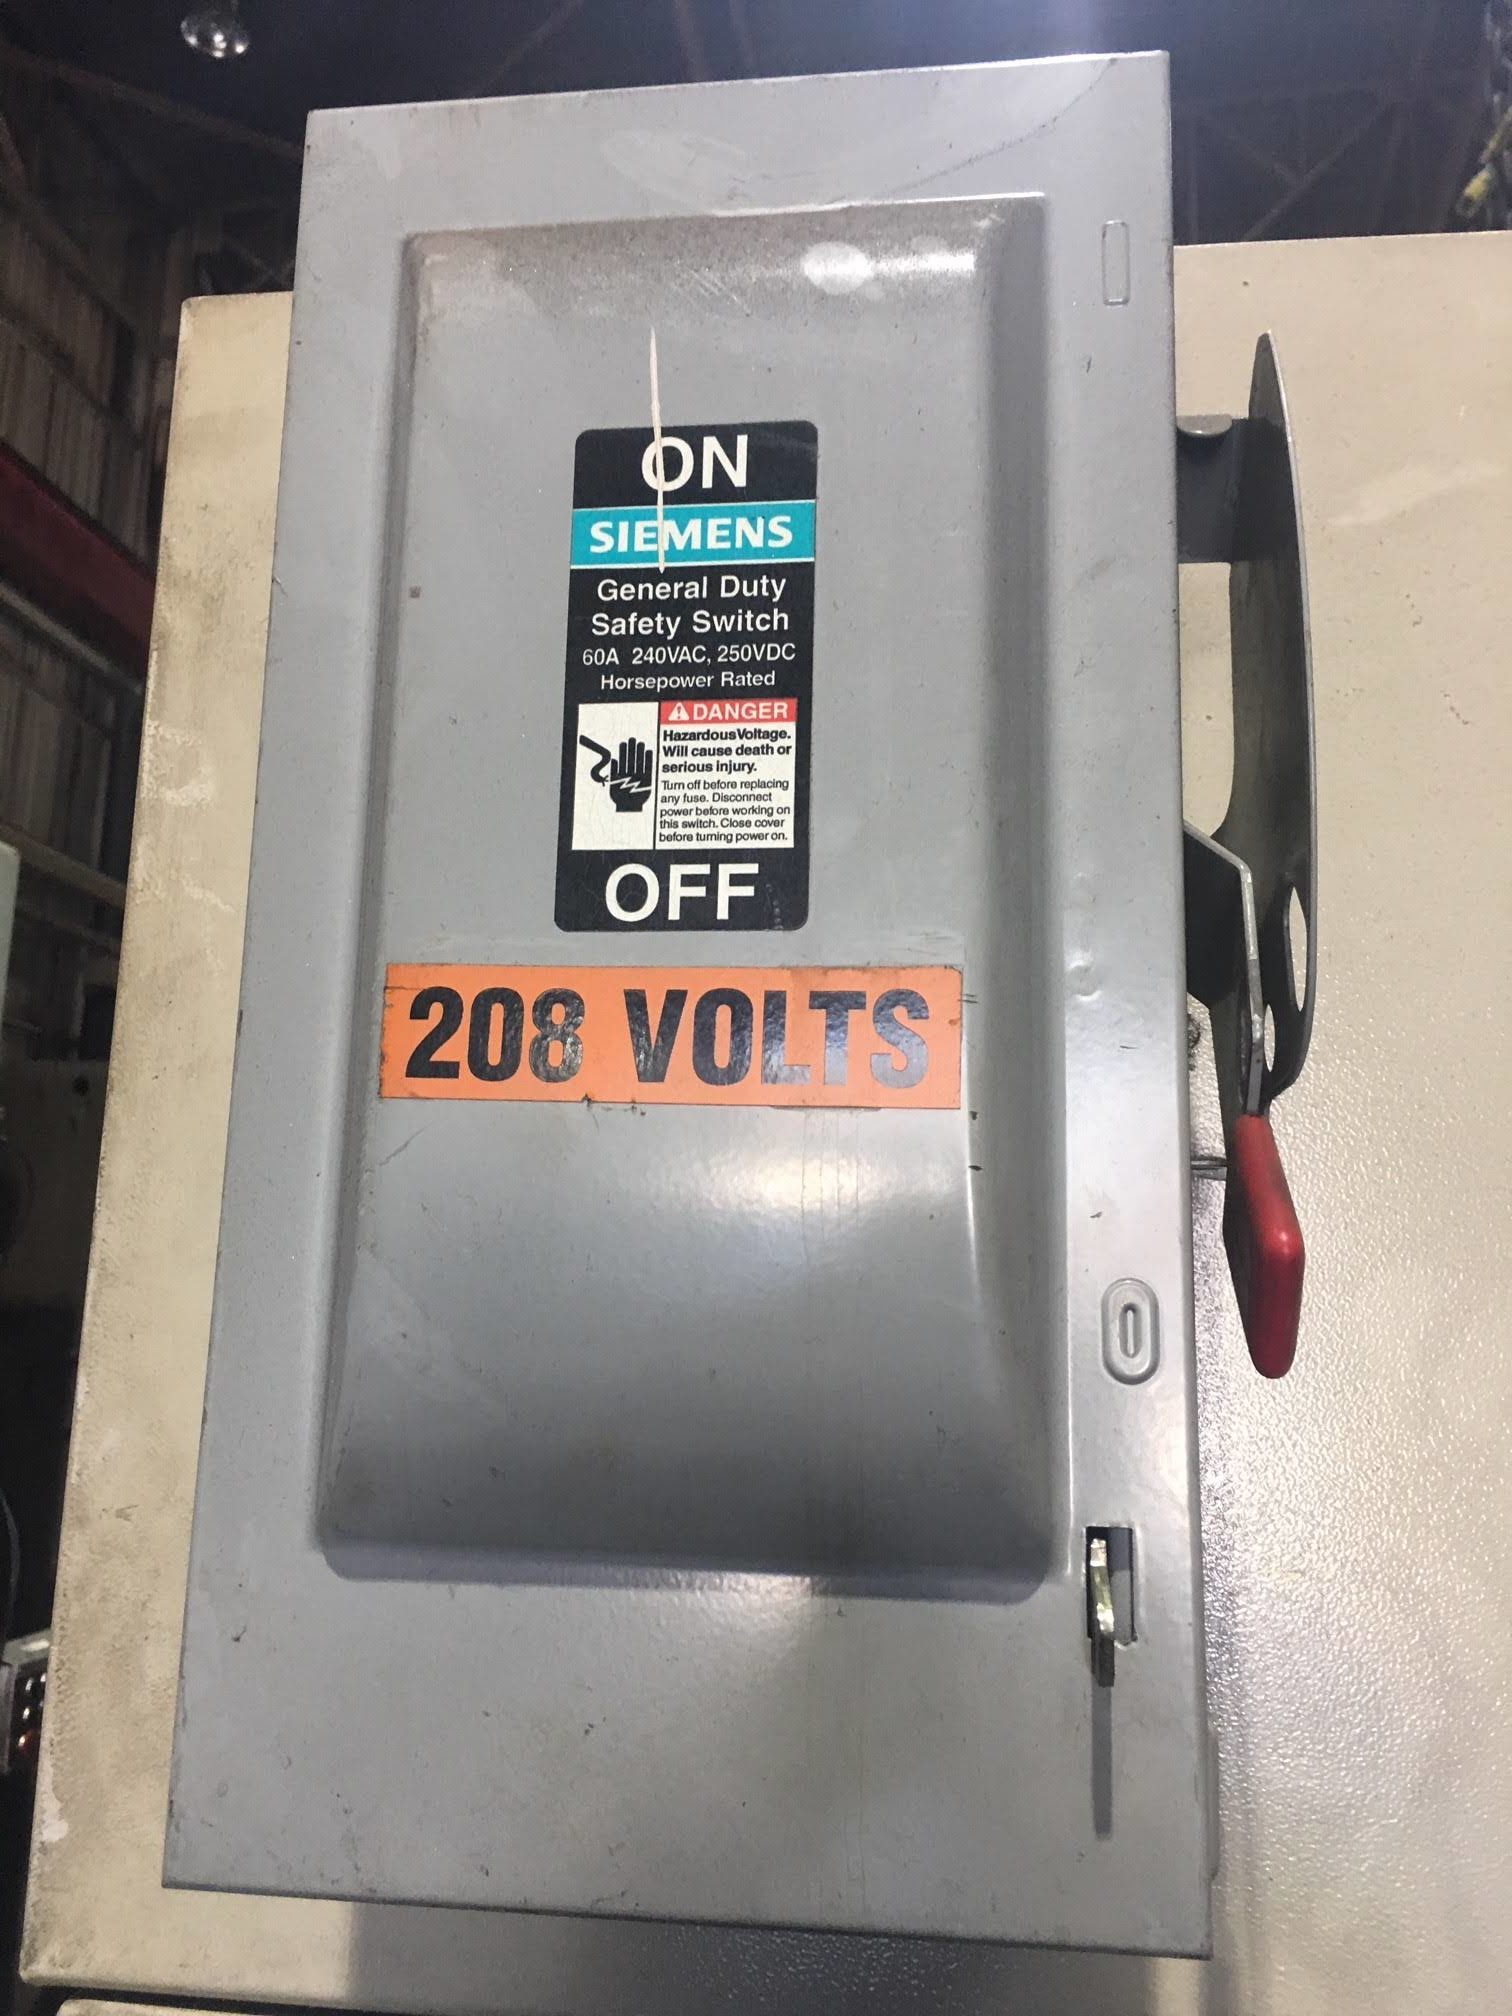 ON
SIEMENS
General Duty
Safety Switch
60A 240VAC, 250VDC
Horsepower Rated
DANGER
Hazardous Voltage.
Will cause death or
serious injury.
Turn off before replacing
any fuse. Disconnect
power before working on
this switch. Close cover
before turning power on.
OFF
208 VOLTS